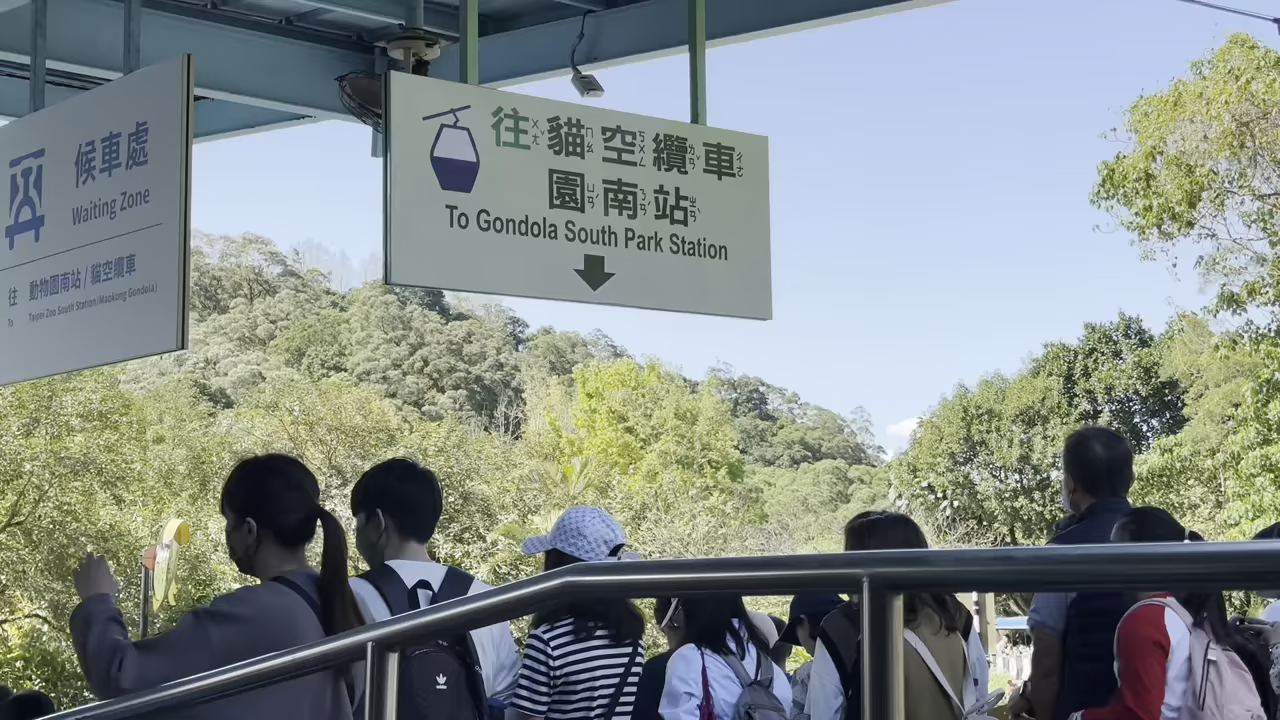 候車處
Waiting Zone
往 動物園南站 / 貓空纜車
To Taipei Zoo South Station(Maokong Gondola)
往貓空纜車
園南站
To Gondola South Park Station